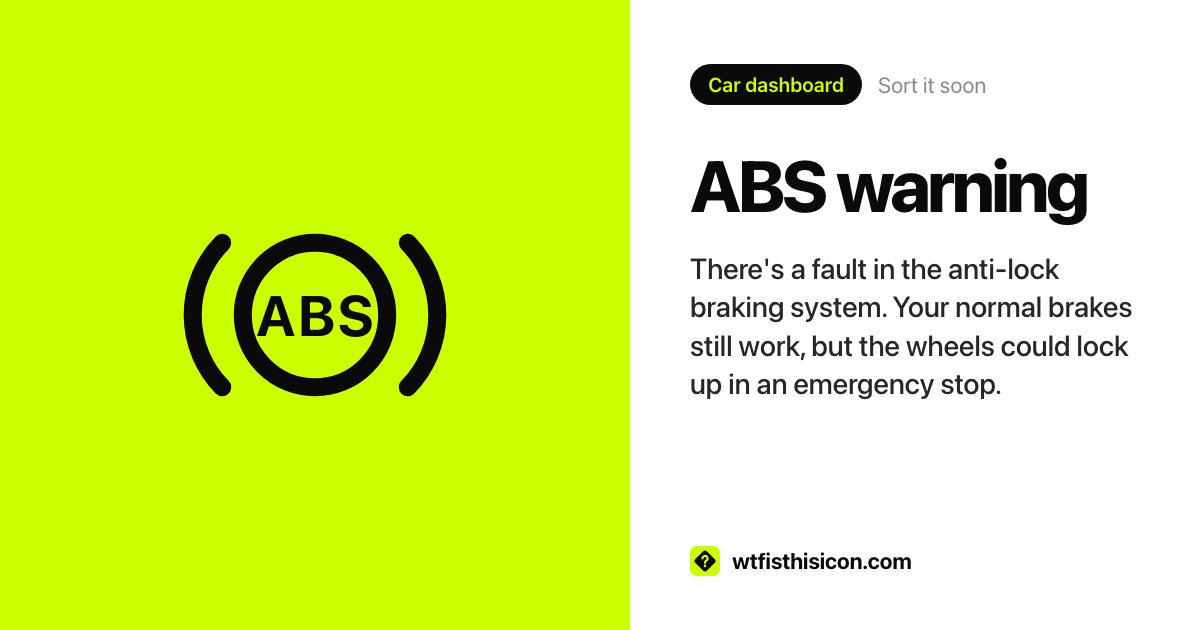 ABS
Car dashboard
Sort it soon
ABS warning
There's a fault in the anti-lock
braking system. Your normal brakes
still work, but the wheels could lock
up in an emergency stop.
?
wtfisthisicon.com